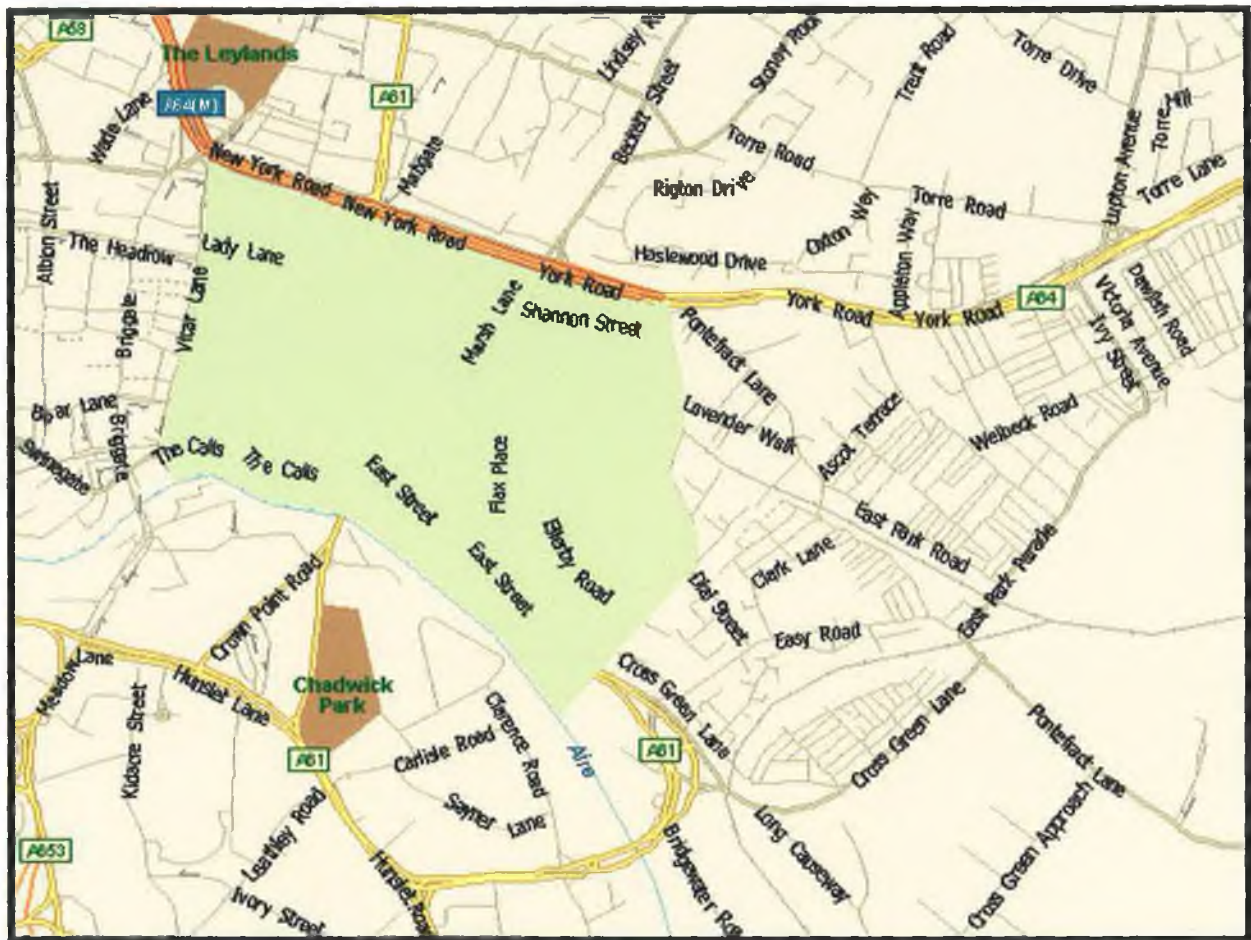 A58
The Leylands
A64(M)
A61
Wade Lane
Mabgate
Lindsey
Beckett Street
Stoney Rock
Trent Road
Torre Drive
Torre Hill
Lupton Avenue
Torre Lane
Torre Road
Rigton Drive
Torre Road
New York Road
New York Road
York Road
Albion Street
The Headrow
Lady Lane
Vicar Lane
Briggate
Haslewood Drive
Oxton Way
Appleton Way
York Road
York Road
A64
Dawlish Road
Victoria Avenue
Ivy Street
Marsh Lane
Shannon Street
Pontefract Lane
Boar Lane
Briggate
Swinegate
The Calls
The Calls
East Street
Flax Place
Lavender Walk
Ascot Terrace
Welbeck Road
East Street
Ellerby Road
East Park Road
Clark Lane
East Park Parade
Dial Street
Easy Road
Crown Point Road
Meadow Lane
Hunslet Lane
Chadwick
Park
Kidacre Street
Cross Green Lane
Clarence Road
Carlisle Road
Aire
A61
A61
Cross Green Lane
Pontefract Lane
Sayner Lane
Leathley Road
Hunslet Road
Ivory Street
A653
Bridgewater
Long Causeway
Cross Green Approach